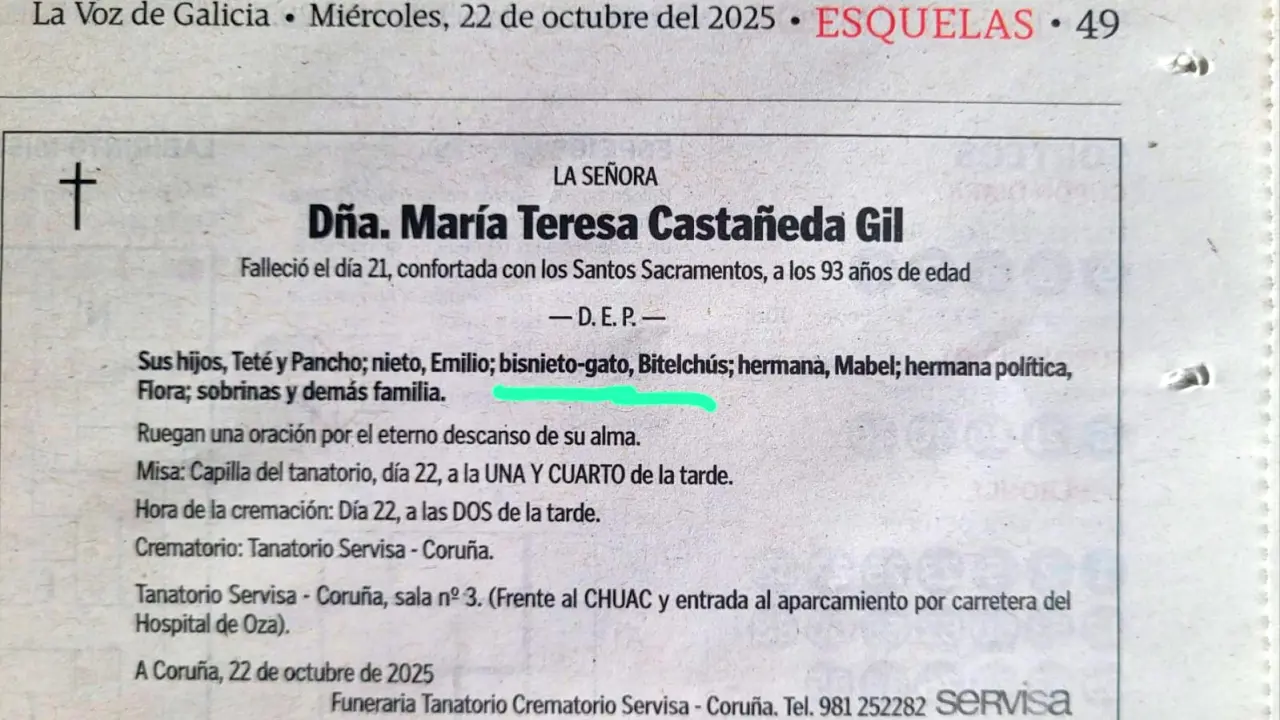 La Voz de Galicia • Miércoles, 22 de octubre del 2025 • ESQUELAS • 49
LA SEÑORA
Dña. María Teresa Castañeda Gil
Falleció el día 21, confortada con los Santos Sacramentos, a los 93 años de edad
— D. E. P. —
Sus hijos, Teté y Pancho; nieto, Emilio; bisnieto-gato, Bitelchús; hermana, Mabel; hermana política,
Flora; sobrinas y demás familia.
Ruegan una oración por el eterno descanso de su alma.
Misa: Capilla del tanatorio, día 22, a la UNA Y CUARTO de la tarde.
Hora de la cremación: Día 22, a las DOS de la tarde.
Crematorio: Tanatorio Servisa - Coruña.
Tanatorio Servisa - Coruña, sala nº 3. (Frente al CHUAC y entrada al aparcamiento por carretera del
Hospital de Oza).
A Coruña, 22 de octubre de 2025
Funeraria Tanatorio Crematorio Servisa - Coruña. Tel. 981 252282 servisa